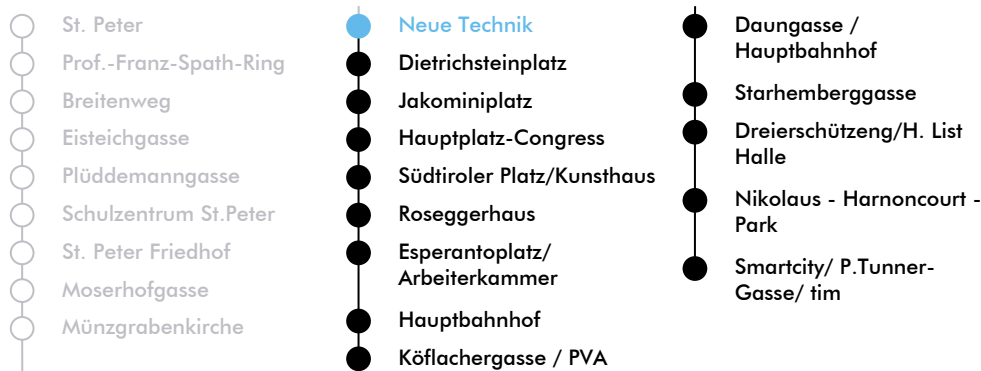 St. Peter
Prof.-Franz-Spath-Ring
Breitenweg
Eisteichgasse
Plüddemanngasse
Schulzentrum St.Peter
St. Peter Friedhof
Moserhofgasse
Münzgrabenkirche
Neue Technik
Dietrichsteinplatz
Jakominiplatz
Hauptplatz-Congress
Südtiroler Platz/Kunsthaus
Roseggerhaus
Esperantoplatz/
Arbeiterkammer
Hauptbahnhof
Köflachergasse / PVA
Daungasse /
Hauptbahnhof
Starhemberggasse
Dreierschützeng/H. List
Halle
Nikolaus - Harnoncourt -
Park
Smartcity/ P.Tunner-
Gasse/ tim